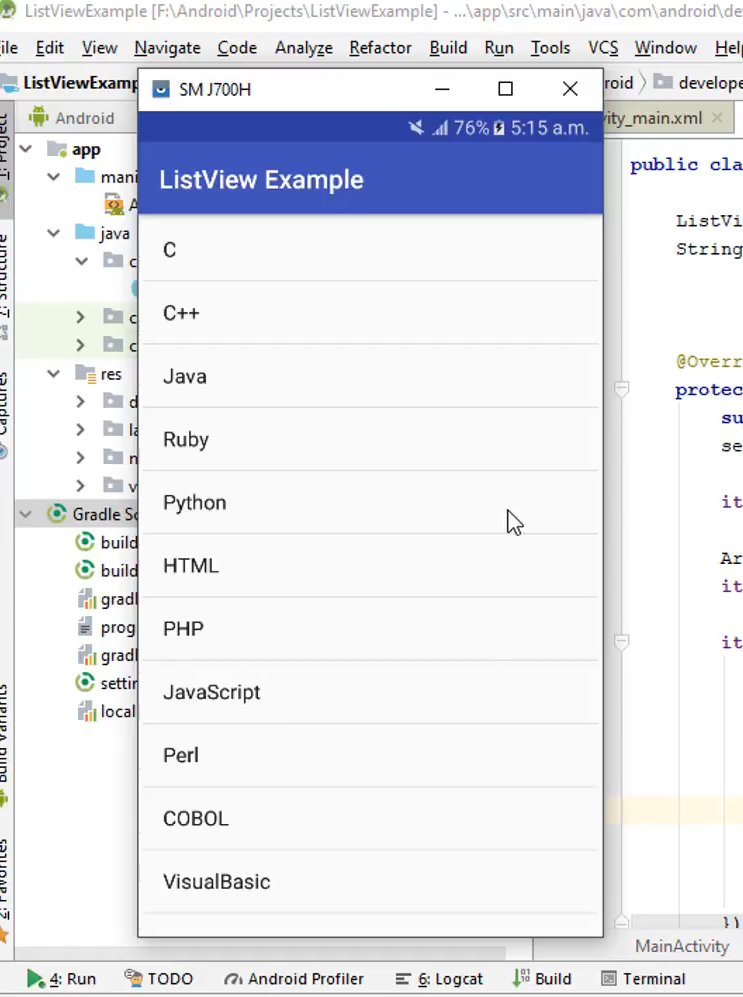 ListViewExample [F:\Android\Projects\ListViewExample] - ...\app\src\main\java\com\android\de
ile Edit View Navigate Code Analyze Refactor Build Run Tools VCS Window Help
ListViewExamp
roid
develope
Android
ity_main.xml
SM J700H
76% 5:15 a.m.
ListView Example
C
C++
Java
Ruby
Python
HTML
PHP
JavaScript
Perl
COBOL
VisualBasic
Project
Z: Structure
Captures
Build Variants
2: Favorites
app
mani
A
java
c
c
c
res
d
la
m
v
Gradle Sc
build
build
gradl
prog
gradl
settin
local
public cla
ListVi
String
@Overr
protec
su
se
it
Ar
it
it
})
MainActivity
4: Run TODO Android Profiler 6: Logcat Build Terminal